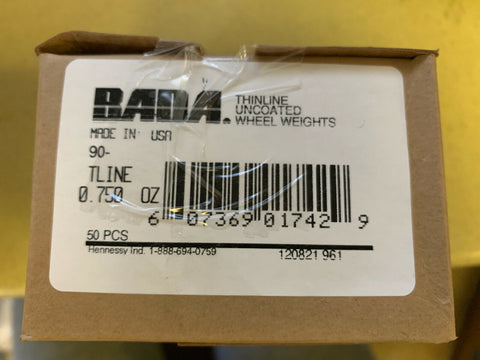 BADA®
THINLINE
UNCOATED
WHEEL WEIGHTS
MADE IN USA
90-
TLINE
0.750 OZ
6 07369 01742 9
50 PCS
Hennessy Ind. 1-888-694-0759
120821 961